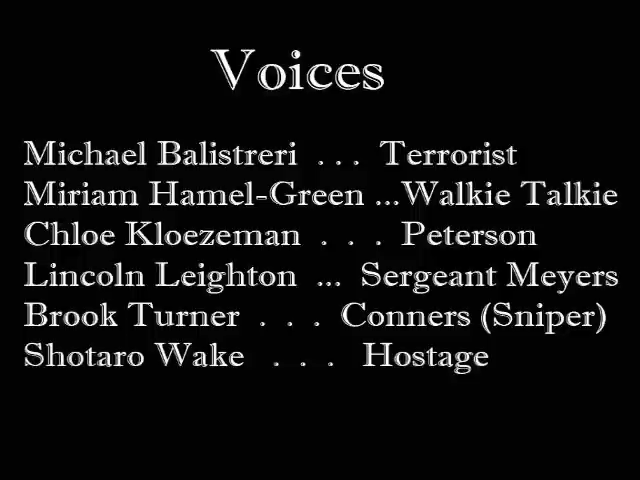 Voices
Michael Balistreri . . . Terrorist
Miriam Hamel-Green ...Walkie Talkie
Chloe Kloezeman . . . Peterson
Lincoln Leighton ... Sergeant Meyers
Brook Turner . . . Conners (Sniper)
Shotaro Wake . . . Hostage